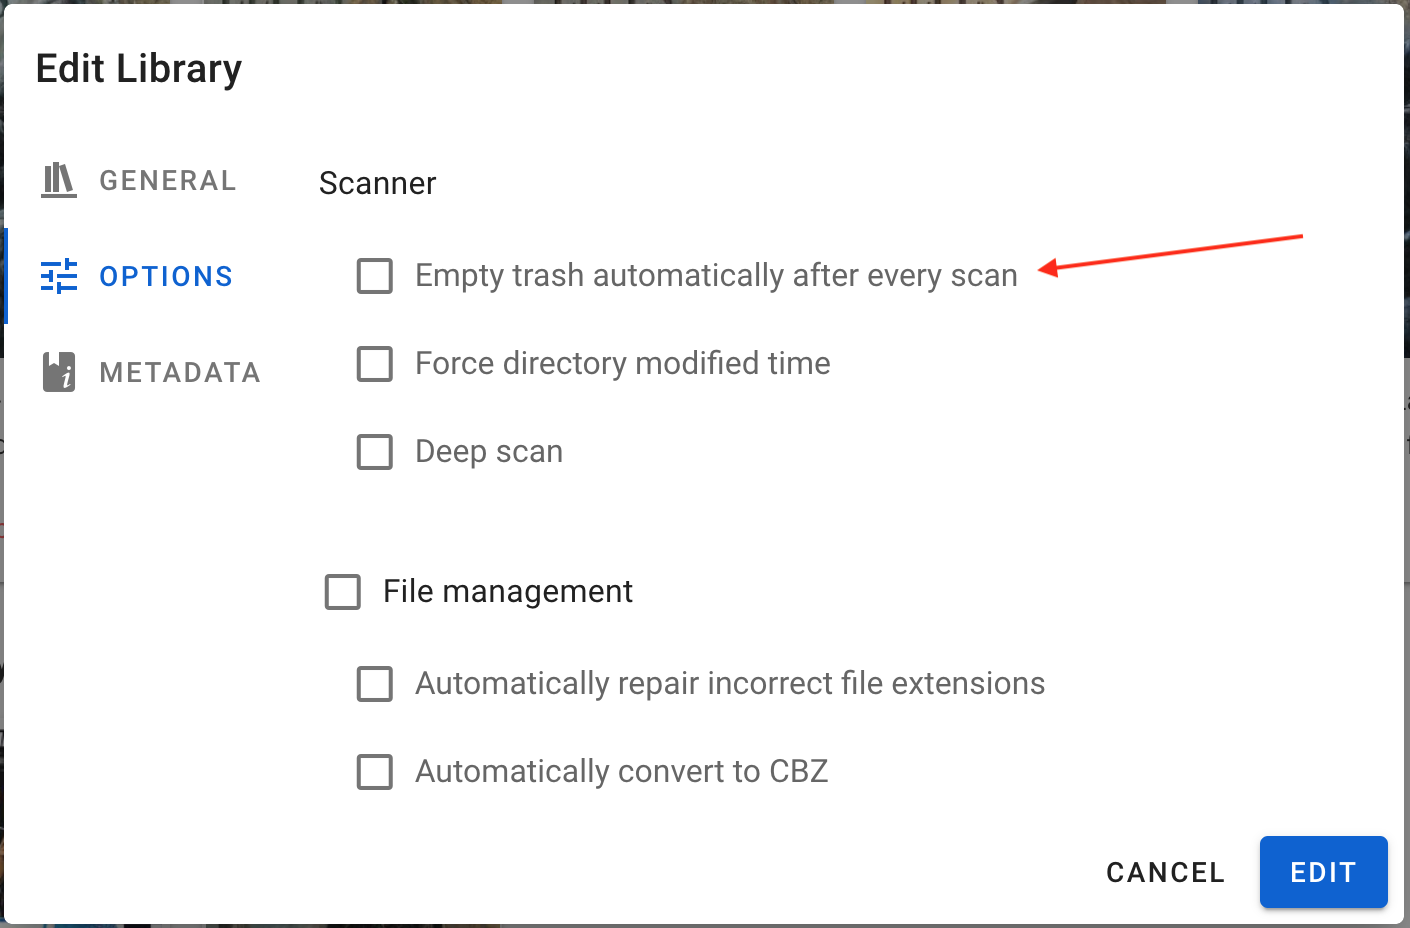 Edit Library
GENERAL
OPTIONS
METADATA
Scanner
Empty trash automatically after every scan
Force directory modified time
Deep scan
File management
Automatically repair incorrect file extensions
Automatically convert to CBZ
CANCEL
EDIT